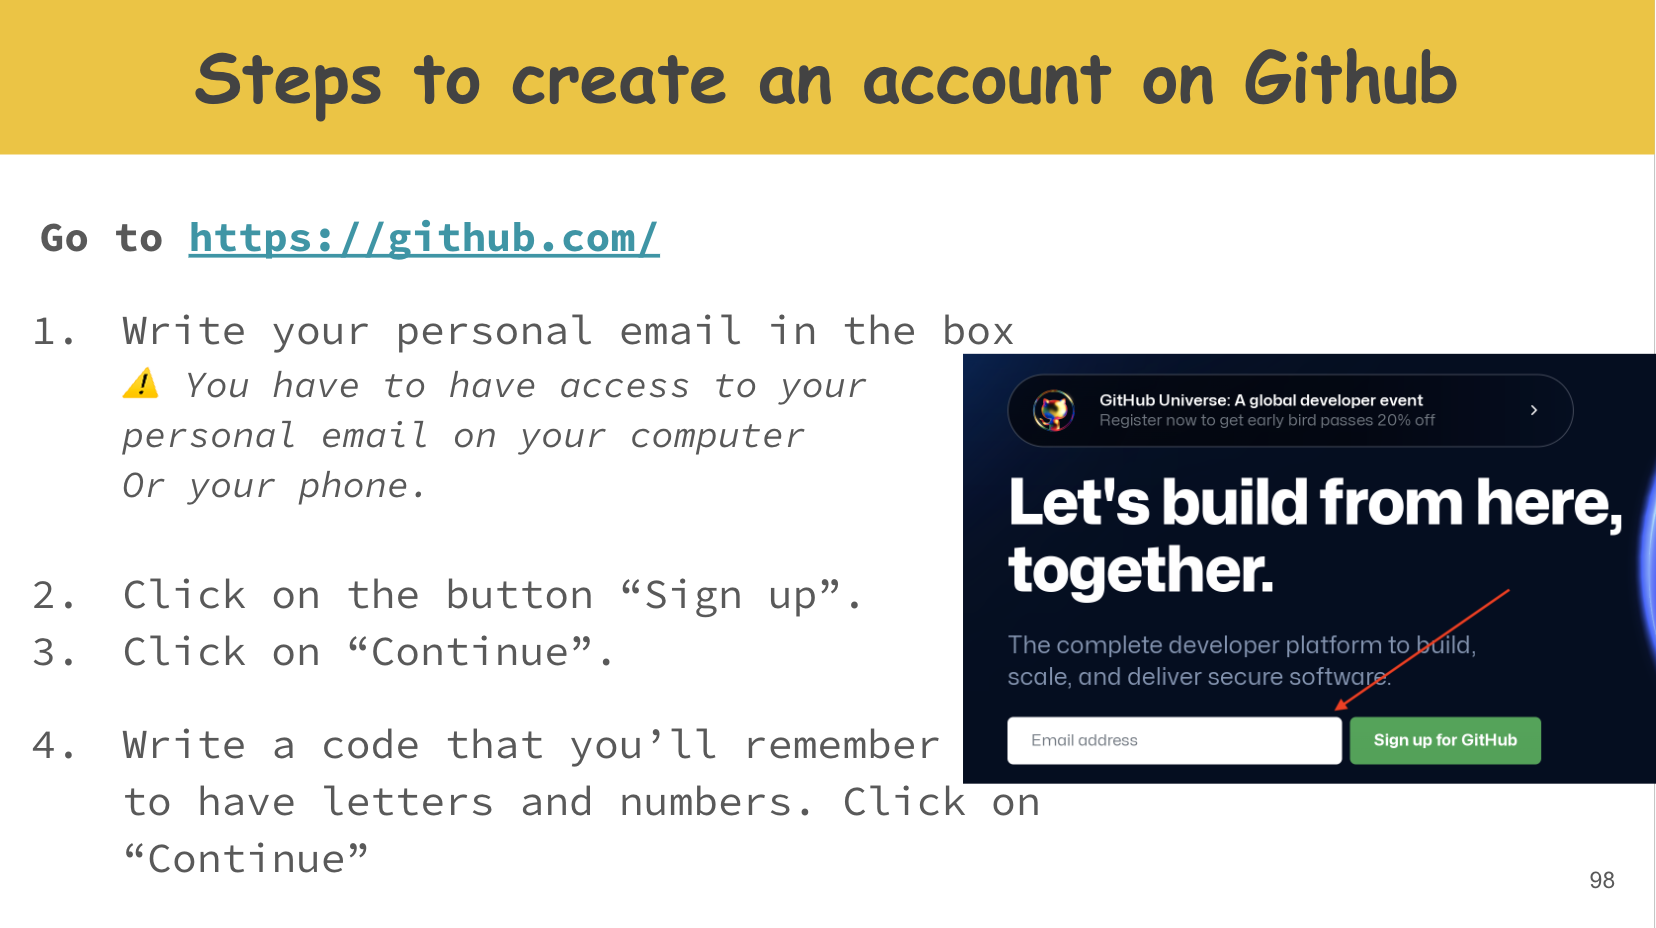 Steps to create an account on Github
Go to https://github.com/
1. Write your personal email in the box
⚠️ You have to have access to your
personal email on your computer
Or your phone.
2. Click on the button “Sign up”.
3. Click on “Continue”.
4. Write a code that you’ll remember
to have letters and numbers. Click on
“Continue”
GitHub Universe: A global developer event
Register now to get early bird passes 20% off
Let's build from here,
together.
The complete developer platform to build,
scale, and deliver secure software.
Email address
Sign up for GitHub
98